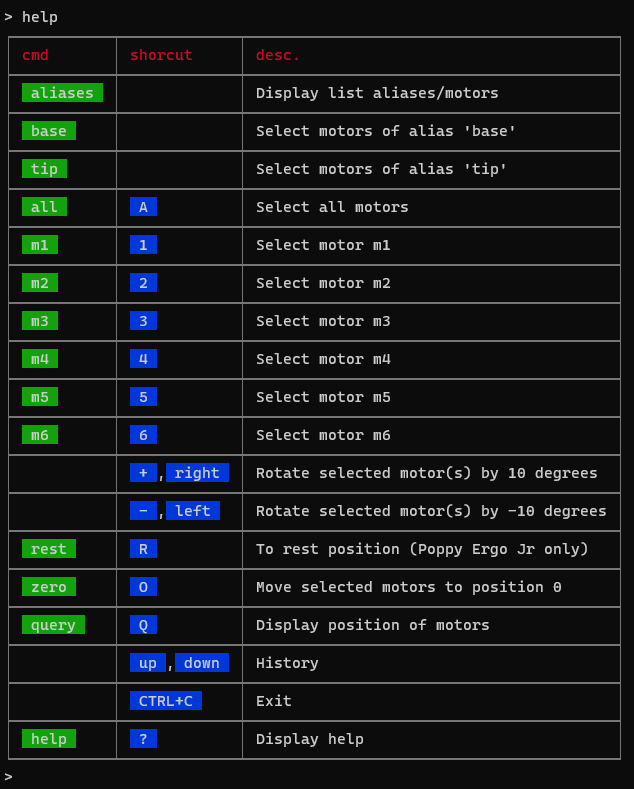 > help
cmd shorcut desc.
aliases Display list aliases/motors
base Select motors of alias 'base'
tip Select motors of alias 'tip'
all A Select all motors
m1 1 Select motor m1
m2 2 Select motor m2
m3 3 Select motor m3
m4 4 Select motor m4
m5 5 Select motor m5
m6 6 Select motor m6
+ , right Rotate selected motor(s) by 10 degrees
- , left Rotate selected motor(s) by -10 degrees
rest R To rest position (Poppy Ergo Jr only)
zero O Move selected motors to position 0
query Q Display position of motors
up , down History
CTRL+C Exit
help ? Display help
>